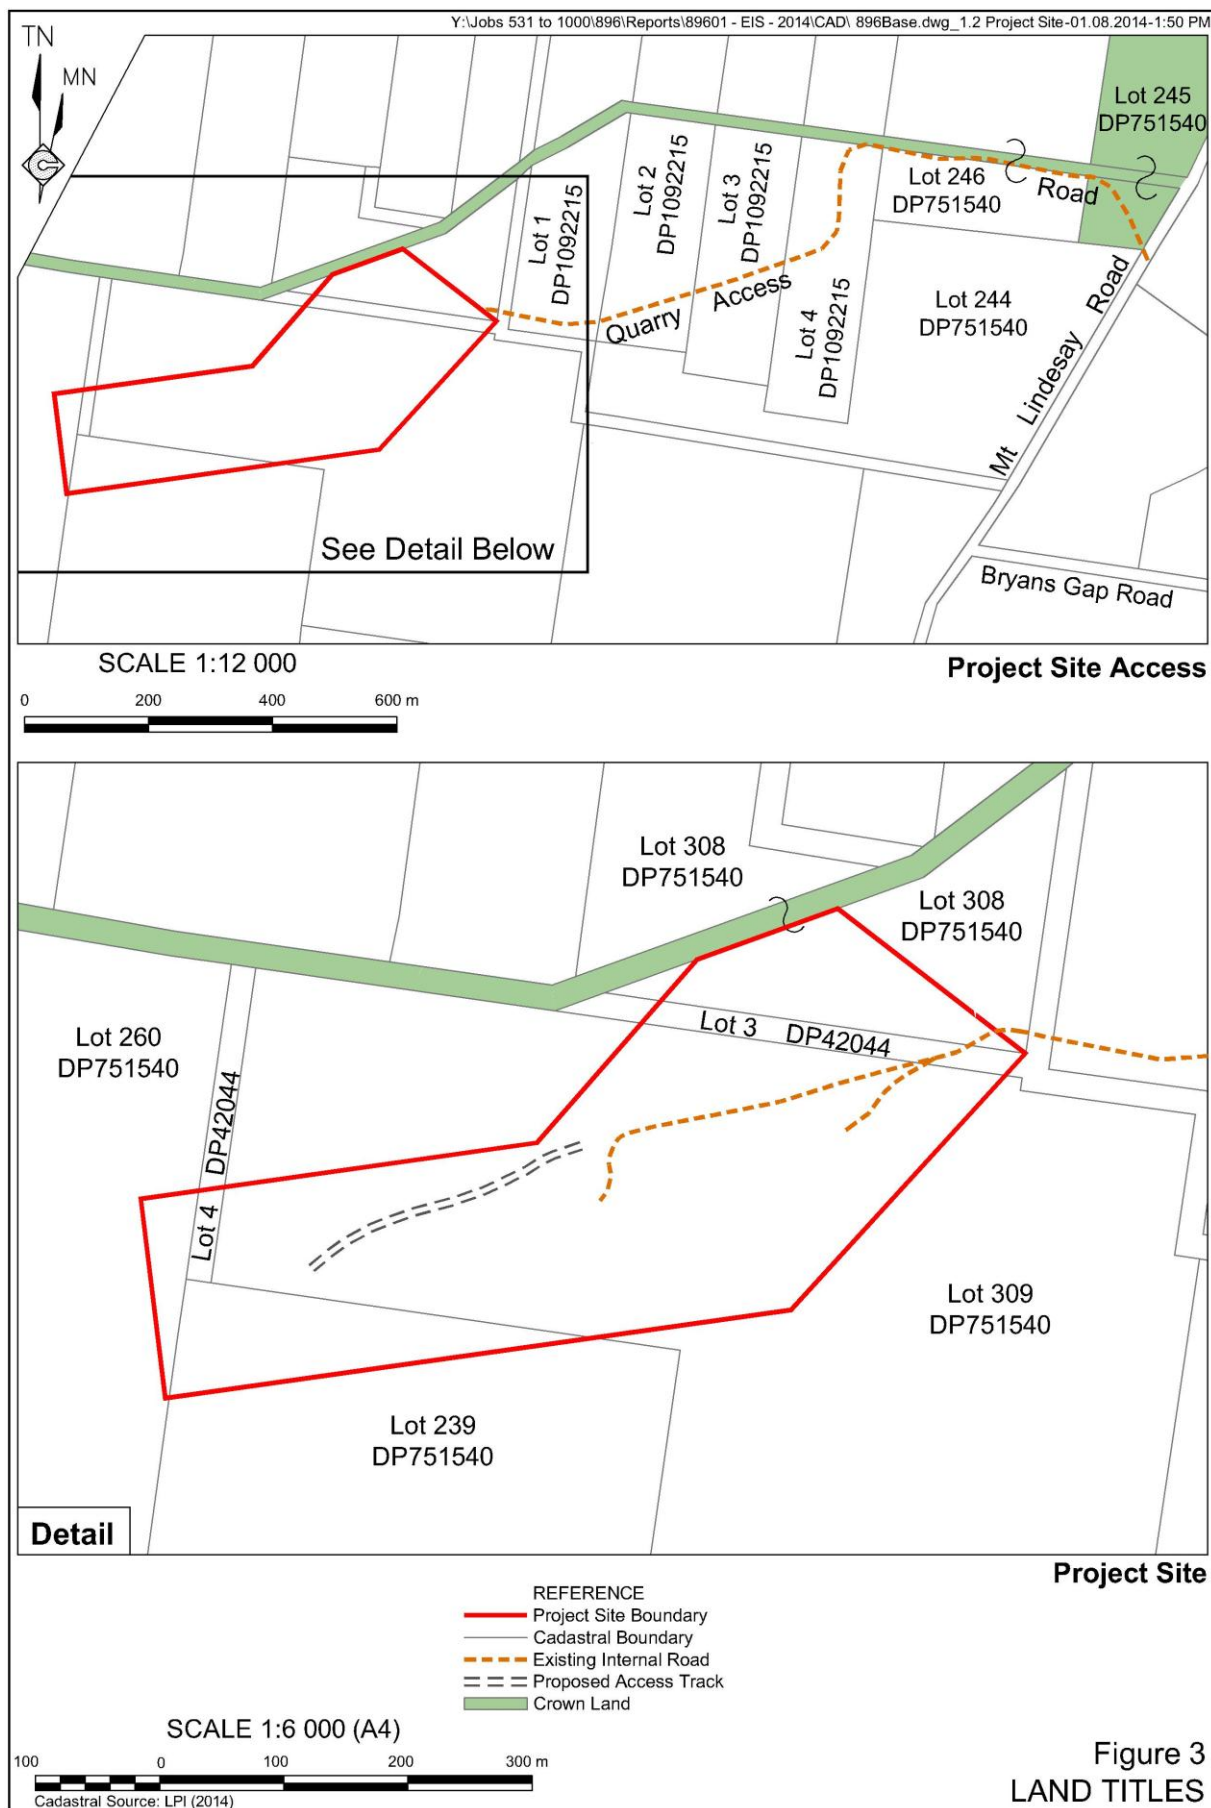 Y:\Jobs 531 to 1000\896\Reports\89601 - EIS - 2014\CAD\ 896Base.dwg_1.2 Project Site-01.08.2014-1:50 PM
TN
MN
Lot 245
DP751540
Lot 1
DP1092215
Lot 2
DP1092215
Lot 3
DP1092215
Lot 4
DP1092215
Lot 246
DP751540
Quarry Access Road
Lot 244
DP751540
Mt Lindesay Road
Bryans Gap Road
See Detail Below
SCALE 1:12 000
Project Site Access
0 200 400 600 m
Lot 308
DP751540
Lot 308
DP751540
Lot 3 DP42044
Lot 260
DP751540
Lot 4 DP42044
Lot 309
DP751540
Lot 239
DP751540
Detail
Project Site
REFERENCE
Project Site Boundary
Cadastral Boundary
Existing Internal Road
Proposed Access Track
Crown Land
SCALE 1:6 000 (A4)
100 0 100 200 300 m
Cadastral Source: LPI (2014)
Figure 3
LAND TITLES